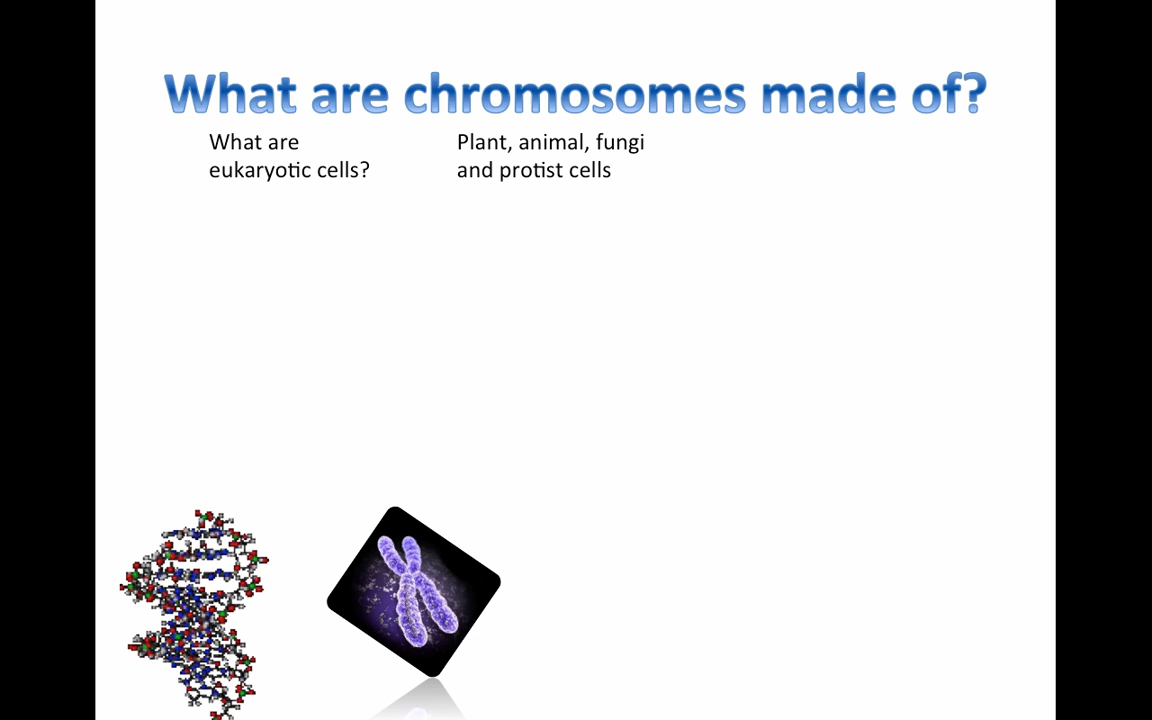 What are chromosomes made of?
What are
eukaryotic cells?
Plant, animal, fungi
and protist cells